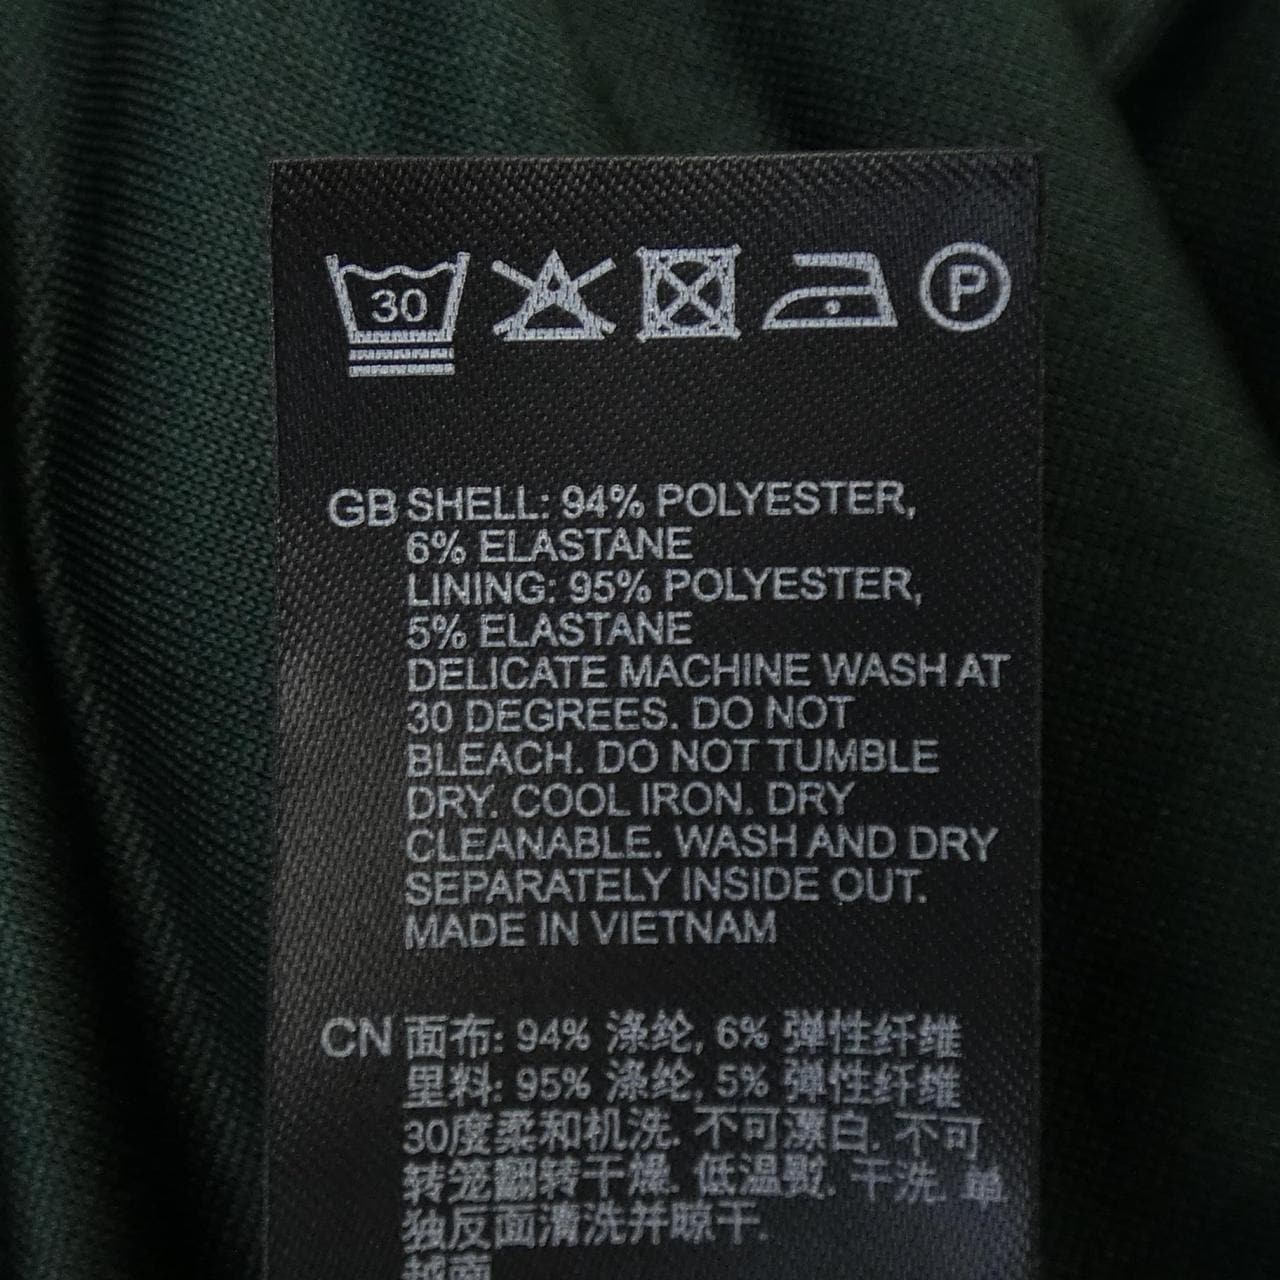 30
P
GB SHELL: 94% POLYESTER,
6% ELASTANE
LINING: 95% POLYESTER,
5% ELASTANE
DELICATE MACHINE WASH AT
30 DEGREES. DO NOT
BLEACH. DO NOT TUMBLE
DRY. COOL IRON. DRY
CLEANABLE. WASH AND DRY
SEPARATELY INSIDE OUT.
MADE IN VIETNAM
CN 面布: 94% 涤纶, 6% 弹性纤维
里料: 95% 涤纶, 5% 弹性纤维
30度柔和机洗. 不可漂白. 不可
转笼翻转干燥. 低温熨. 干洗. 单
独反面清洗并晾干.
越南